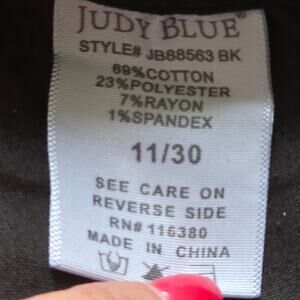 JUDY BLUE®
STYLE# JB88563 BK
69%COTTON
23%POLYESTER
7%RAYON
1%SPANDEX
11/30
SEE CARE ON
REVERSE SIDE
RN# 116380
MADE IN CHINA